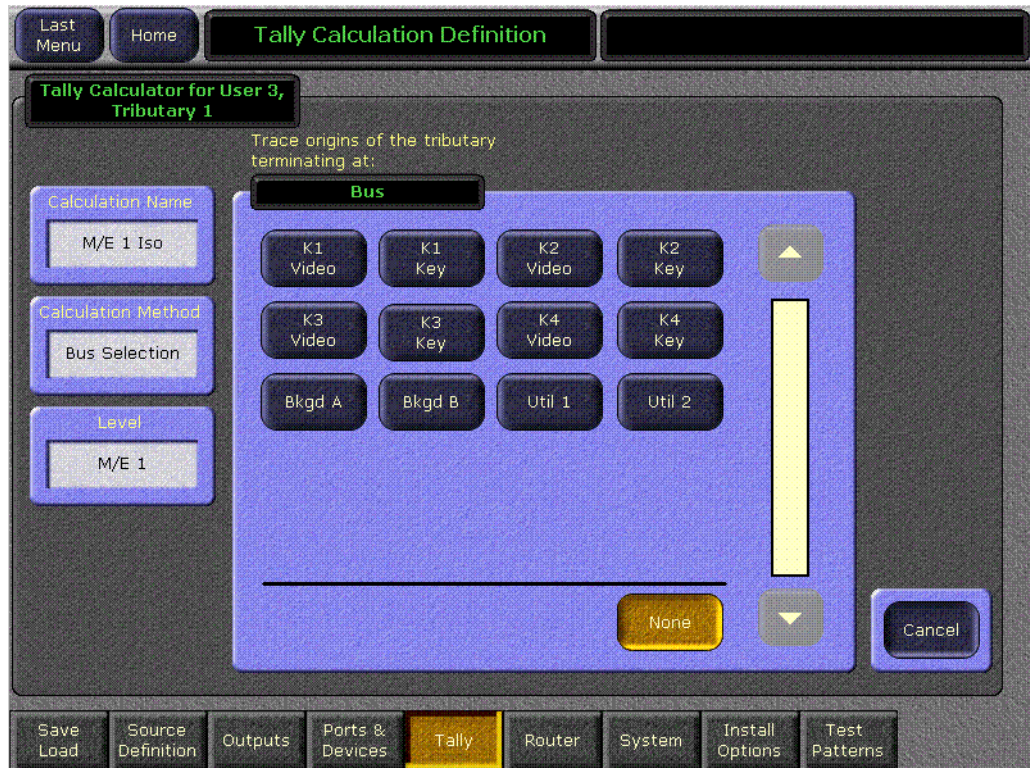 Last
Menu
Home
Tally Calculation Definition
Tally Calculator for User 3,
Tributary 1
Trace origins of the tributary
terminating at:
Bus
Calculation Name
M/E 1 Iso
Calculation Method
Bus Selection
Level
M/E 1
K1
Video
K1
Key
K2
Video
K2
Key
K3
Video
K3
Key
K4
Video
K4
Key
Bkgd A
Bkgd B
Util 1
Util 2
None
Cancel
Save
Load
Source
Definition
Outputs
Ports &
Devices
Tally
Router
System
Install
Options
Test
Patterns